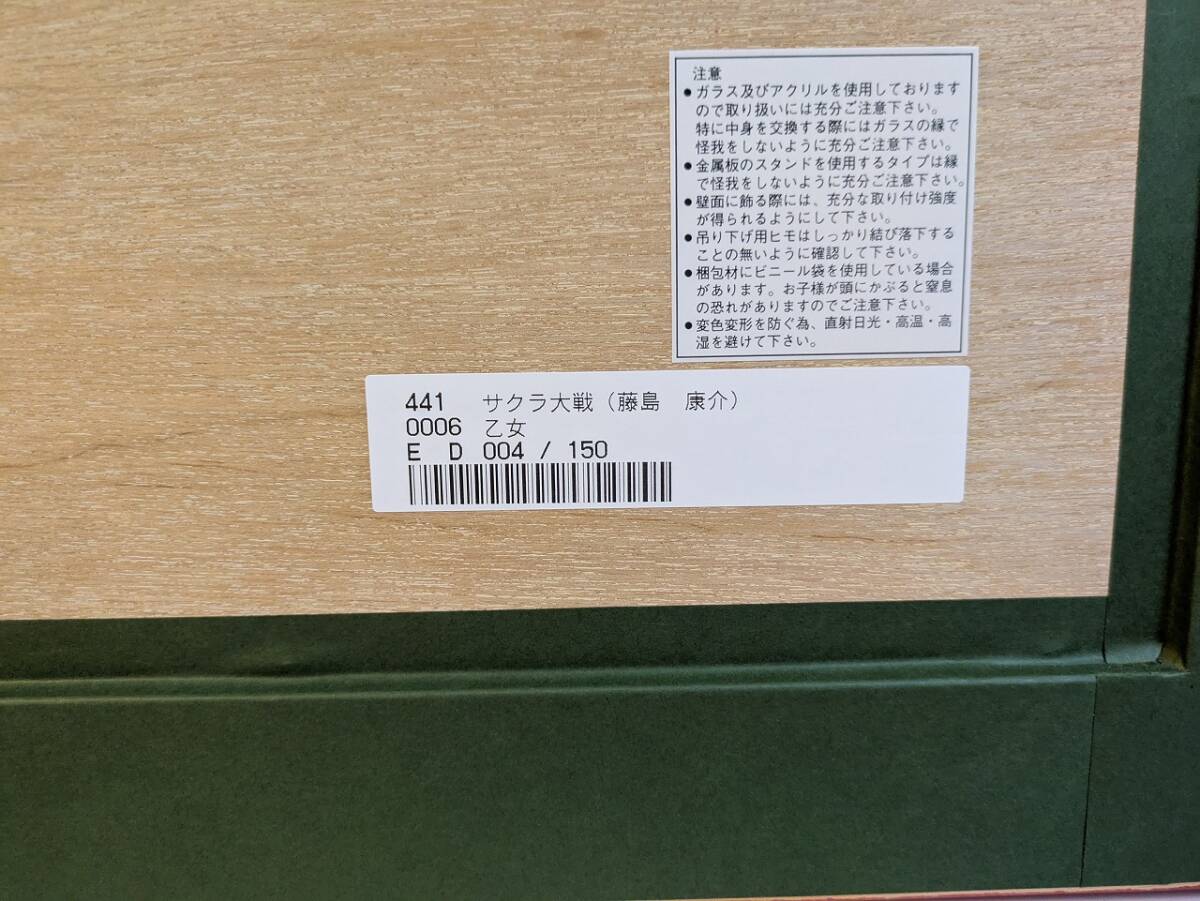 注意
●ガラス及びアクリルを使用しております
ので取り扱いには充分ご注意下さい。
特に中身を交換する際にはガラスの縁で
怪我をしないように充分ご注意下さい。
●金属板のスタンドを使用するタイプは縁
で怪我をしないように充分ご注意下さい。
●壁面に飾る際には、充分な取り付け強度
が得られるようにして下さい。
●吊り下げ用ヒモはしっかり結び落下する
ことの無いように確認して下さい。
●梱包材にビニール袋を使用している場合
があります。お子様が頭にかぶると窒息
の恐れがありますのでご注意下さい。
●変色変形を防ぐ為、直射日光・高温・高
湿を避けて下さい。
441 サクラ大戦（藤島　康介）
0006 乙女
E D 004 / 150